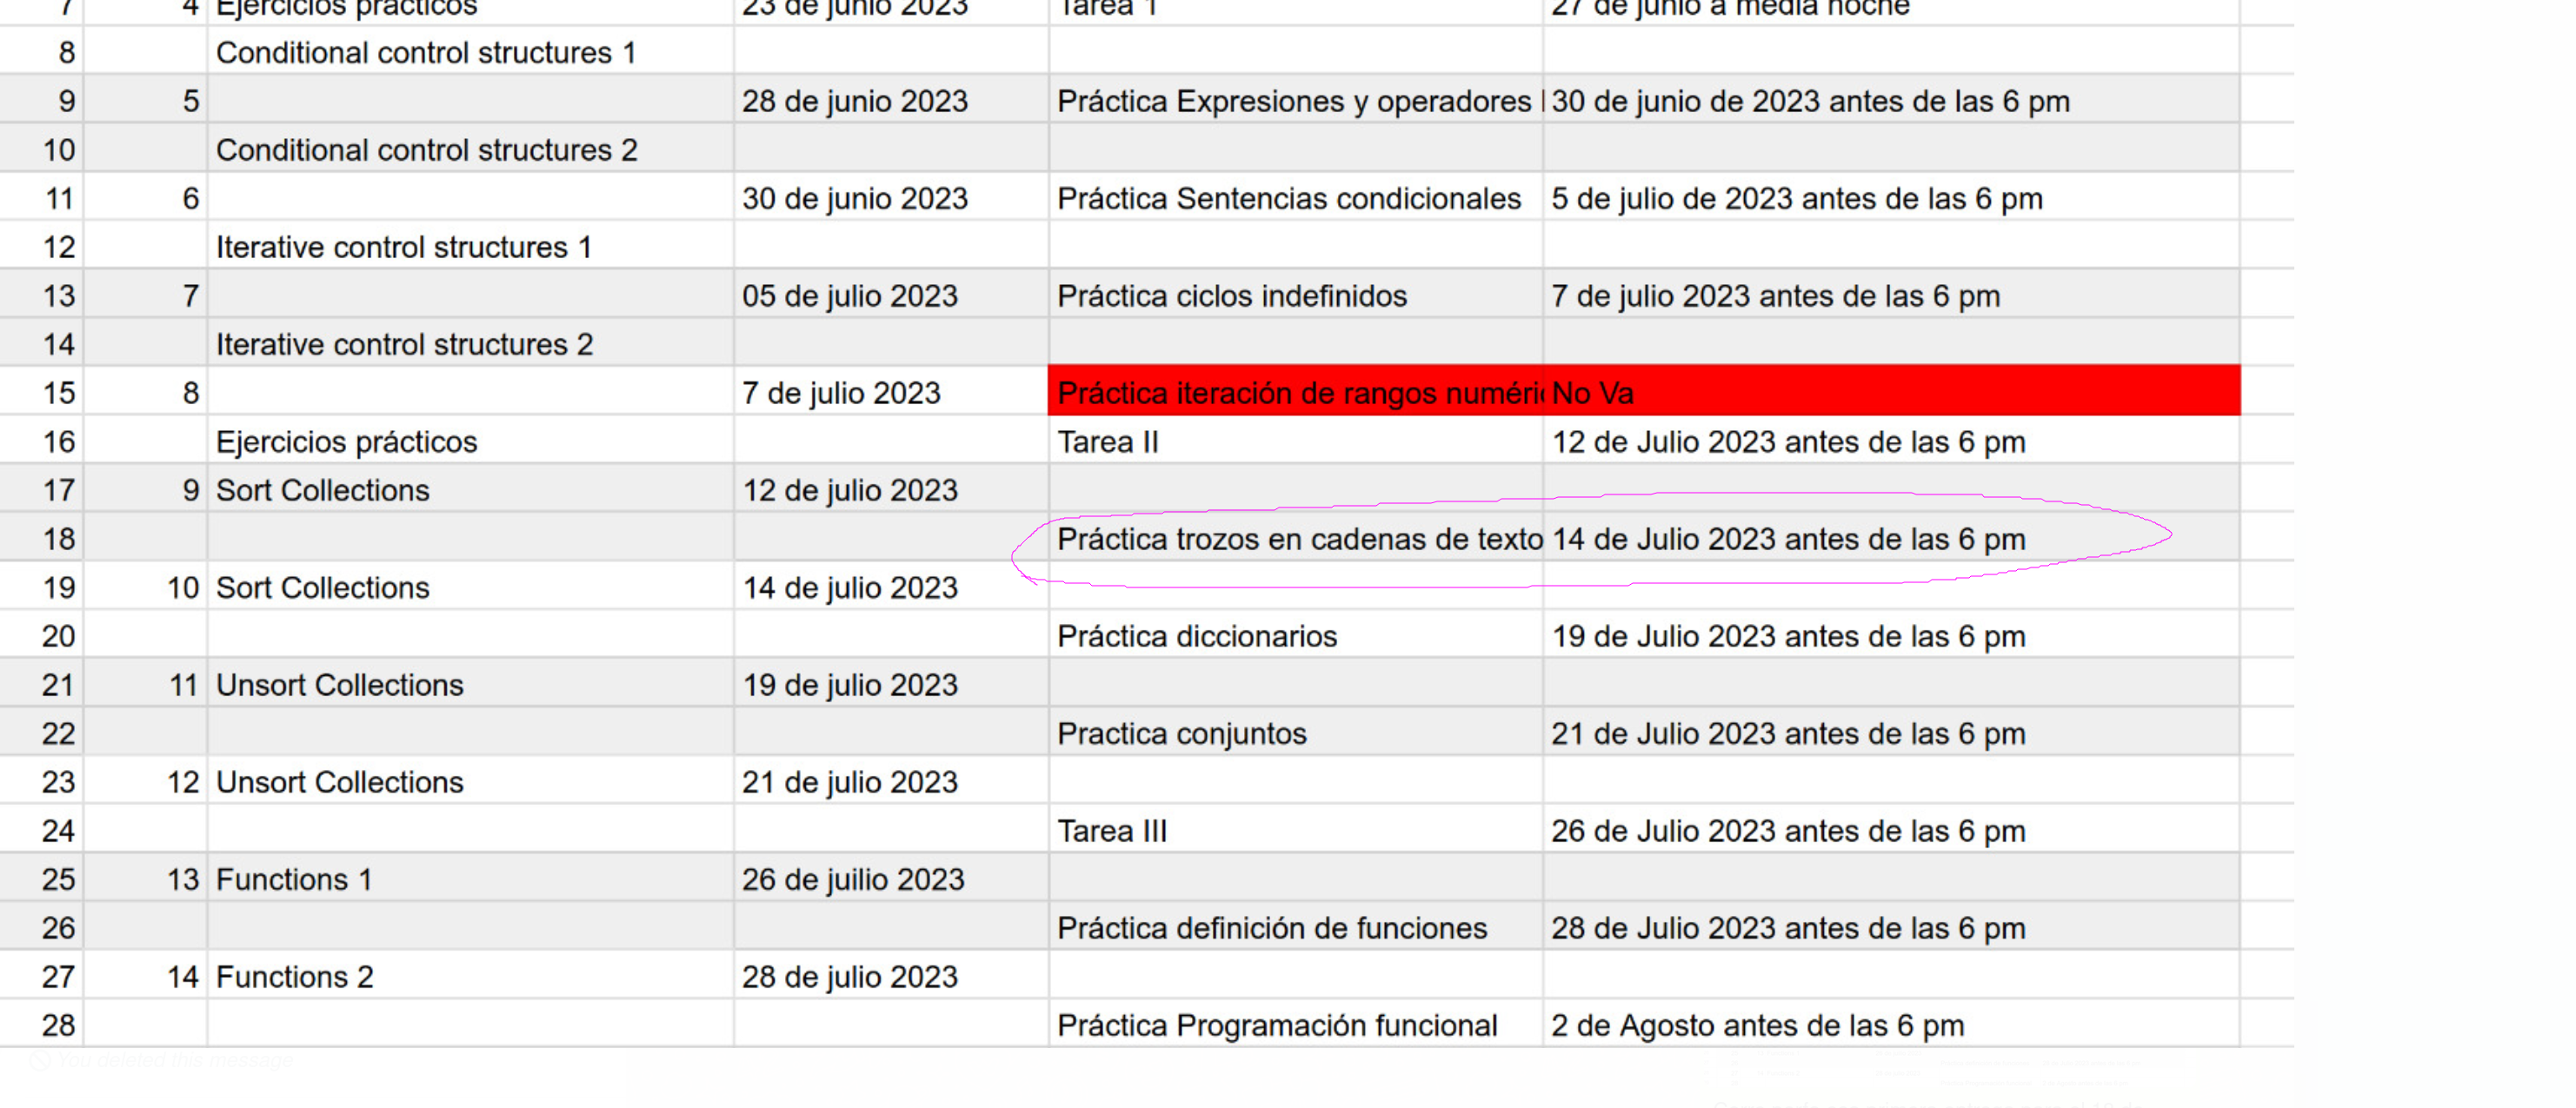 7 4 Ejercicios prácticos 23 de junio 2023 Tarea 1 27 de junio a media noche
8 Conditional control structures 1
9 5 28 de junio 2023 Práctica Expresiones y operadores 30 de junio de 2023 antes de las 6 pm
10 Conditional control structures 2
11 6 30 de junio 2023 Práctica Sentencias condicionales 5 de julio de 2023 antes de las 6 pm
12 Iterative control structures 1
13 7 05 de julio 2023 Práctica ciclos indefinidos 7 de julio 2023 antes de las 6 pm
14 Iterative control structures 2
15 8 7 de julio 2023 Práctica iteración de rangos numéri No Va
16 Ejercicios prácticos Tarea II 12 de Julio 2023 antes de las 6 pm
17 9 Sort Collections 12 de julio 2023
18 Práctica trozos en cadenas de texto 14 de Julio 2023 antes de las 6 pm
19 10 Sort Collections 14 de julio 2023
20 Práctica diccionarios 19 de Julio 2023 antes de las 6 pm
21 11 Unsort Collections 19 de julio 2023
22 Practica conjuntos 21 de Julio 2023 antes de las 6 pm
23 12 Unsort Collections 21 de julio 2023
24 Tarea III 26 de Julio 2023 antes de las 6 pm
25 13 Functions 1 26 de juilio 2023
26 Práctica definición de funciones 28 de Julio 2023 antes de las 6 pm
27 14 Functions 2 28 de julio 2023
28 Práctica Programación funcional 2 de Agosto antes de las 6 pm
You deleted this message